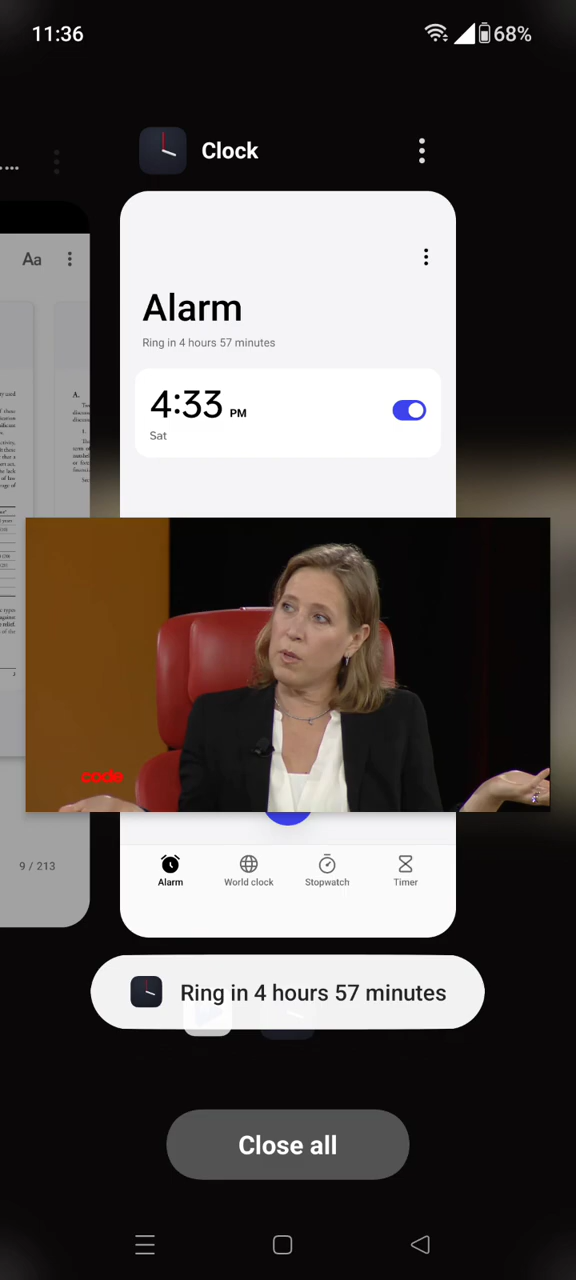 11:36
68%
Clock
Aa
Alarm
Ring in 4 hours 57 minutes
4:33 PM
Sat
A.
code
9 / 213
Alarm
World clock
Stopwatch
Timer
Ring in 4 hours 57 minutes
Close all